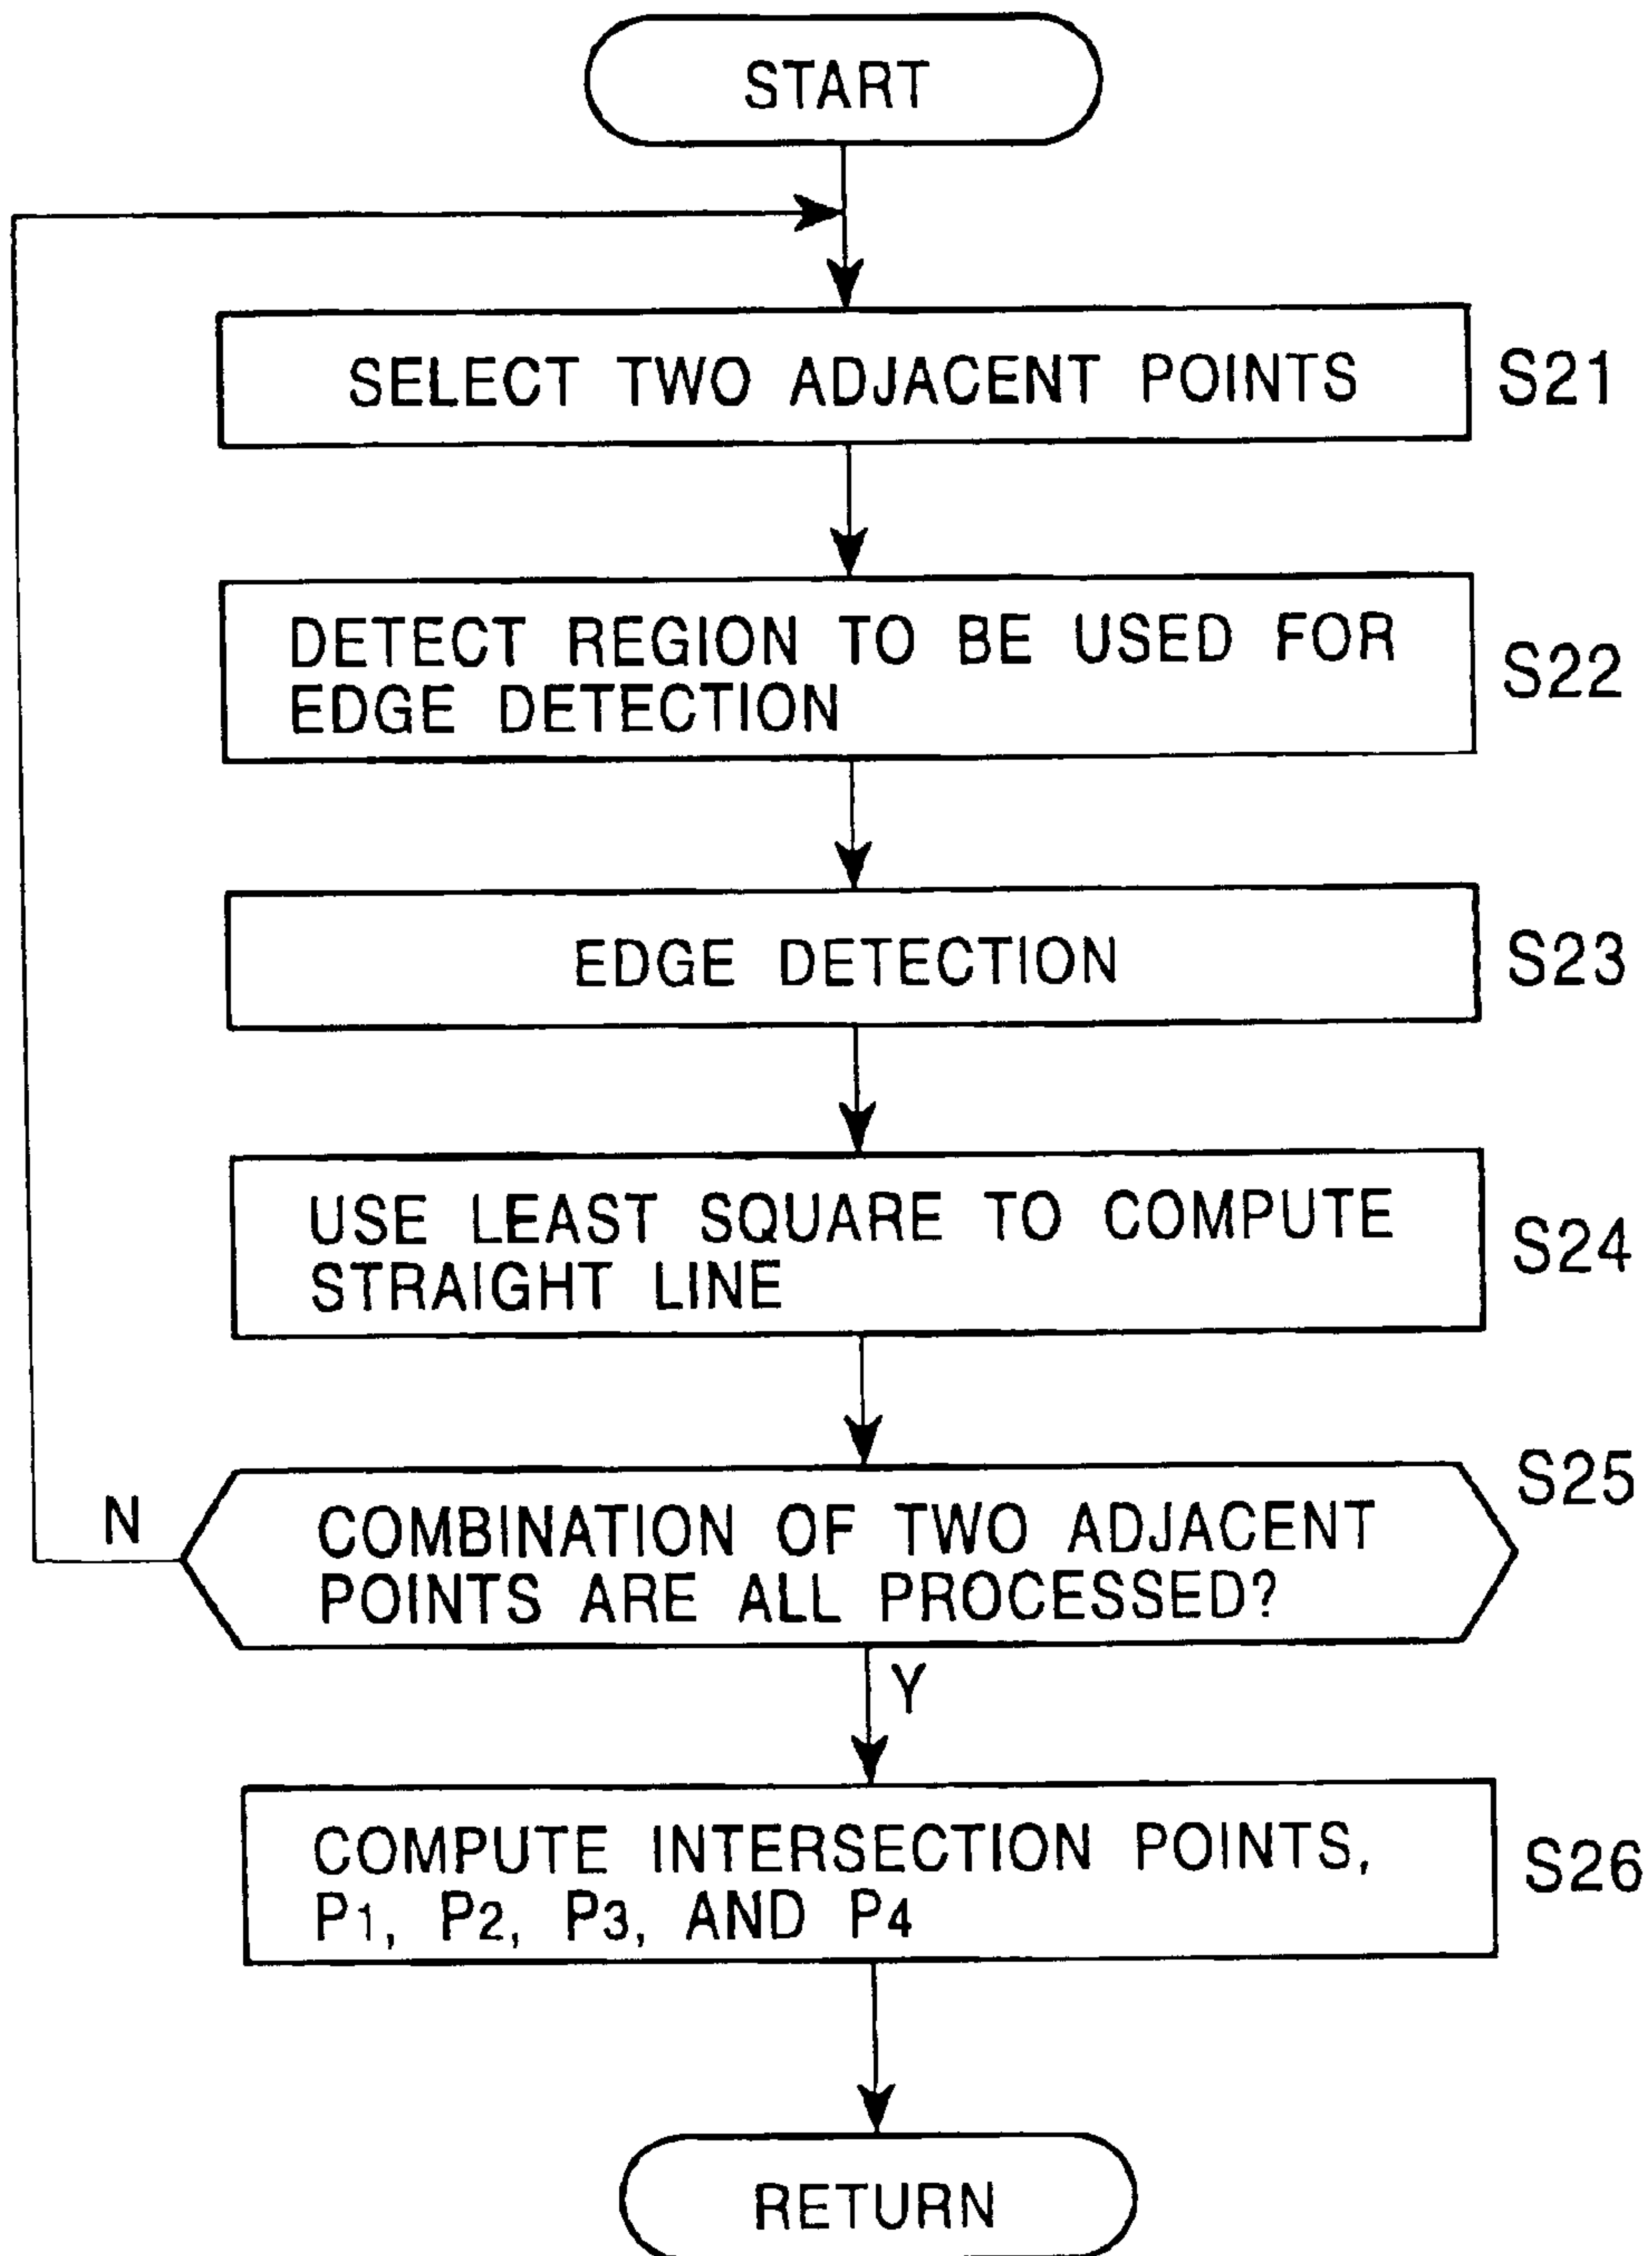 START
SELECT TWO ADJACENT POINTS
S21
DETECT REGION TO BE USED FOR
EDGE DETECTION
S22
EDGE DETECTION
S23
USE LEAST SQUARE TO COMPUTE
STRAIGHT LINE
S24
S25
N
COMBINATION OF TWO ADJACENT
POINTS ARE ALL PROCESSED?
Y
COMPUTE INTERSECTION POINTS,
P1, P2, P3, AND P4
S26
RETURN